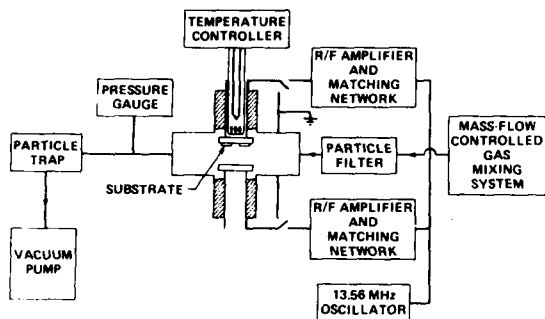 TEMPERATURE
CONTROLLER
R/F AMPLIFIER
AND
MATCHING
NETWORK
PRESSURE
GAUGE
MASS-FLOW
CONTROLLED
GAS
MIXING
SYSTEM
PARTICLE
TRAP
PARTICLE
FILTER
SUBSTRATE
R/F AMPLIFIER
AND
MATCHING
NETWORK
VACUUM
PUMP
13.56 MHz
OSCILLATOR